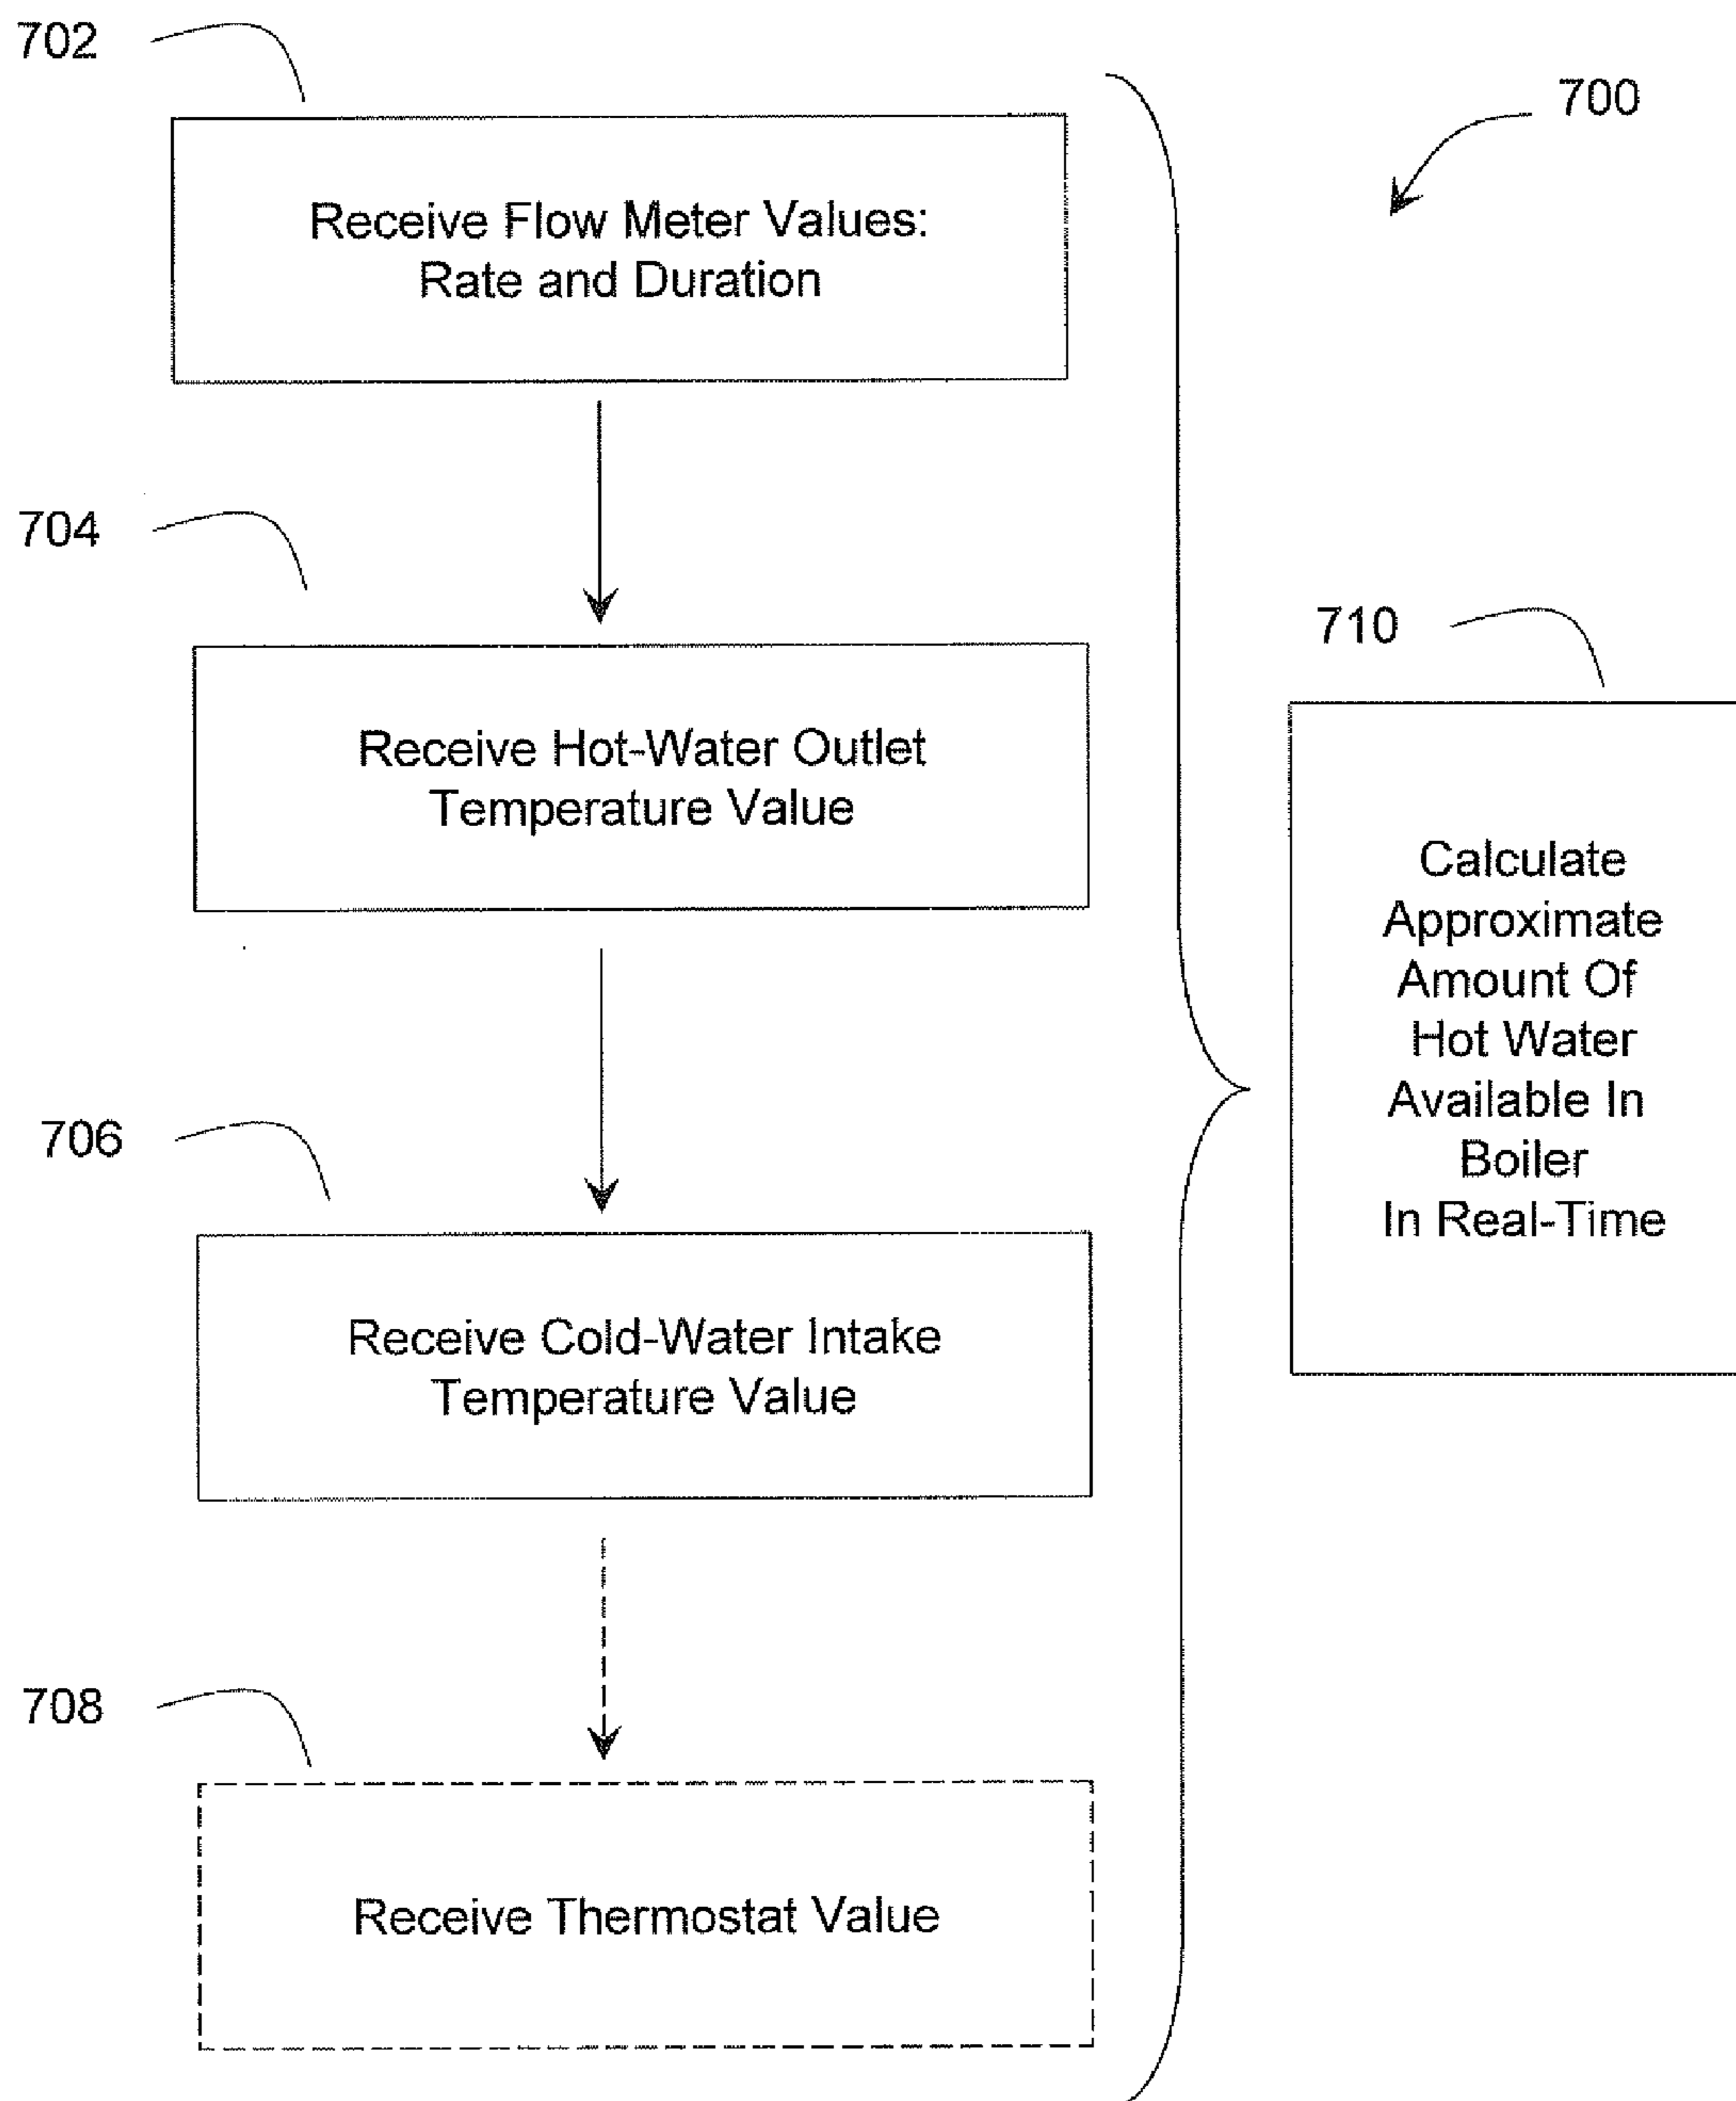 702
700
Receive Flow Meter Values:
Rate and Duration
704
Receive Hot-Water Outlet
Temperature Value
710
Calculate
Approximate
Amount Of
Hot Water
Available In
Boiler
In Real-Time
706
Receive Cold-Water Intake
Temperature Value
708
Receive Thermostat Value